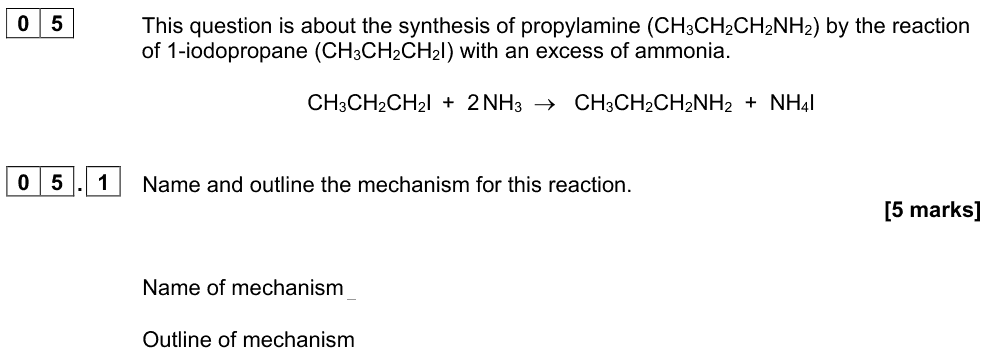 0 5 This question is about the synthesis of propylamine (CH₃CH₂CH₂NH₂) by the reaction
of 1-iodopropane (CH₃CH₂CH₂I) with an excess of ammonia.
CH₃CH₂CH₂I + 2 NH₃ → CH₃CH₂CH₂NH₂ + NH₄I
0 5 . 1 Name and outline the mechanism for this reaction.
[5 marks]
Name of mechanism _
Outline of mechanism